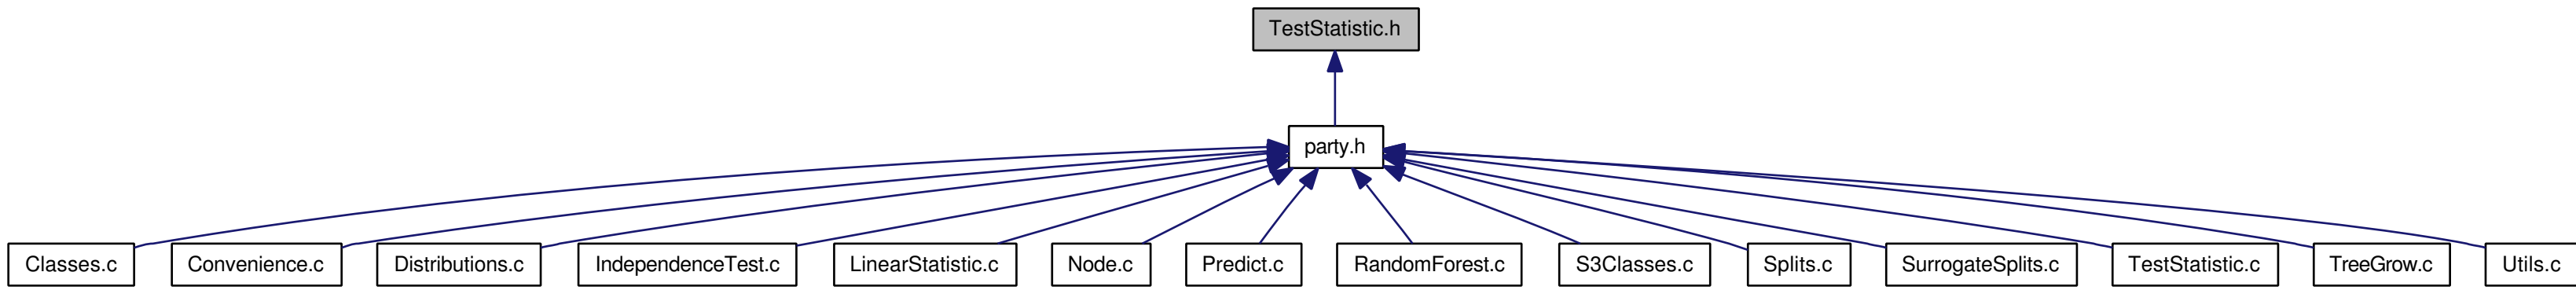 TestStatistic.h
party.h
Classes.c
Convenience.c
Distributions.c
IndependenceTest.c
LinearStatistic.c
Node.c
Predict.c
RandomForest.c
S3Classes.c
Splits.c
SurrogateSplits.c
TestStatistic.c
TreeGrow.c
Utils.c